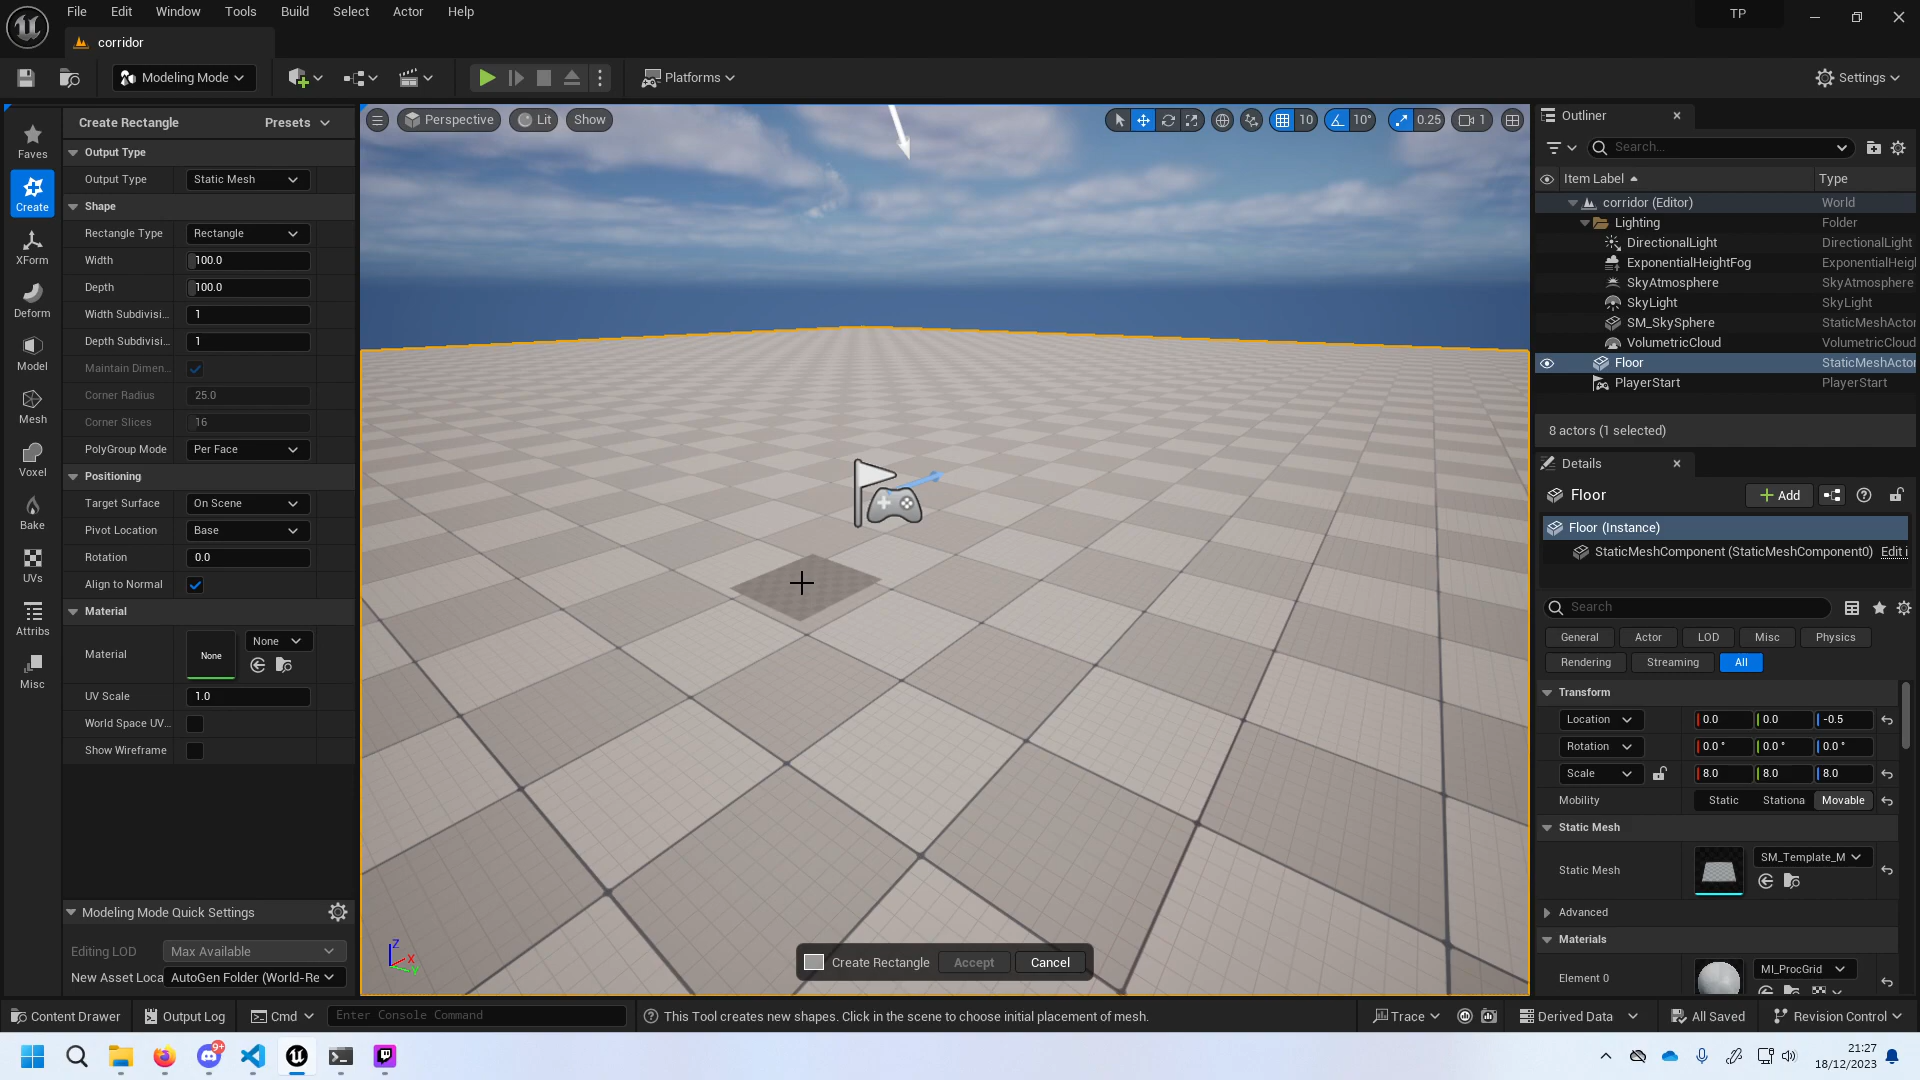 File Edit Window Tools Build Select Actor Help
TP
corridor
Modeling Mode
Platforms
Settings
Faves
Create
XForm
Deform
Model
Mesh
Voxel
Bake
UVs
Attribs
Misc
Create Rectangle
Presets
Output Type
Output Type Static Mesh
Shape
Rectangle Type Rectangle
Width 100.0
Depth 100.0
Width Subdivisi... 1
Depth Subdivisi... 1
Maintain Dimen...
Corner Radius 25.0
Corner Slices 16
PolyGroup Mode Per Face
Positioning
Target Surface On Scene
Pivot Location Base
Rotation 0.0
Align to Normal
Material
Material None None
UV Scale 1.0
World Space UV...
Show Wireframe
Modeling Mode Quick Settings
Editing LOD Max Available
New Asset Loca AutoGen Folder (World-Re
Perspective Lit Show
10 10° 0.25 1
Z
X
Y
Create Rectangle Accept Cancel
Outliner
Search...
Item Label Type
corridor (Editor) World
Lighting Folder
DirectionalLight DirectionalLight
ExponentialHeightFog ExponentialHeigl
SkyAtmosphere SkyAtmosphere
SkyLight SkyLight
SM_SkySphere StaticMeshActor
VolumetricCloud VolumetricCloud
Floor StaticMeshActor
PlayerStart PlayerStart
8 actors (1 selected)
Details
Floor
Add
Floor (Instance)
StaticMeshComponent (StaticMeshComponent0) Edit i
Search
General Actor LOD Misc Physics
Rendering Streaming All
Transform
Location 0.0 0.0 -0.5
Rotation 0.0 ° 0.0 ° 0.0 °
Scale 8.0 8.0 8.0
Mobility Static Stationa Movable
Static Mesh
Static Mesh SM_Template_M
Advanced
Materials
Element 0 MI_ProcGrid
Content Drawer Output Log Cmd Enter Console Command
This Tool creates new shapes. Click in the scene to choose initial placement of mesh.
Trace Derived Data All Saved Revision Control
9+
21:27
18/12/2023